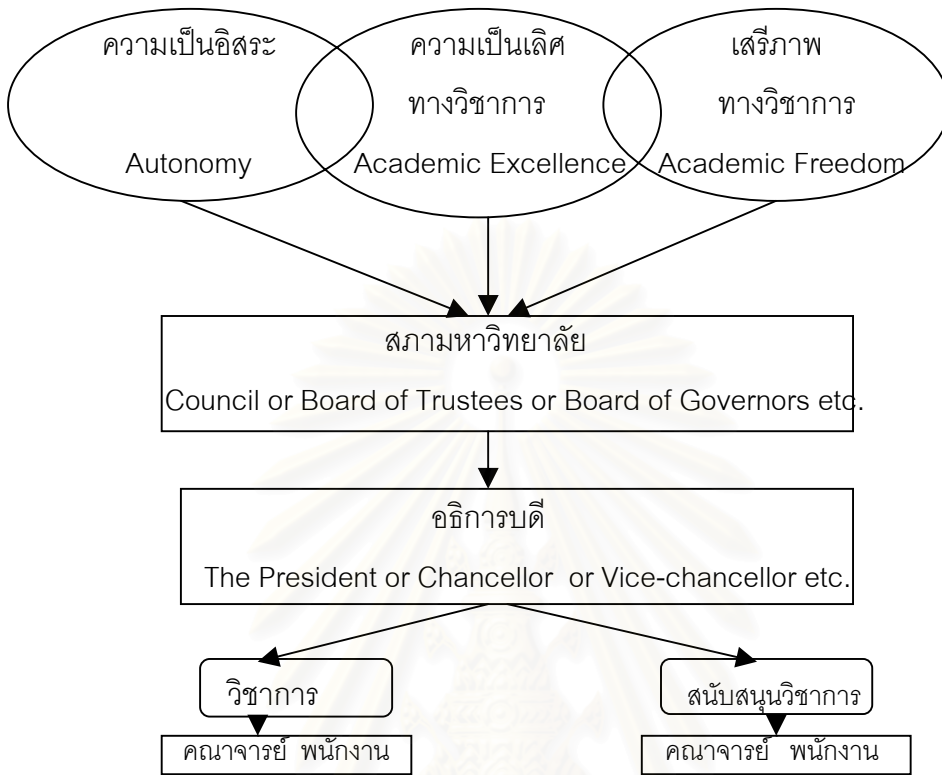 ความเป็นอิสระ
Autonomy
ความเป็นเลิศ
ทางวิชาการ
Academic Excellence
เสรีภาพ
ทางวิชาการ
Academic Freedom
สภามหาวิทยาลัย
Council or Board of Trustees or Board of Governors etc.
อธิการบดี
The President or Chancellor or Vice-chancellor etc.
วิชาการ
สนับสนุนวิชาการ
คณาจารย์ พนักงาน
คณาจารย์ พนักงาน